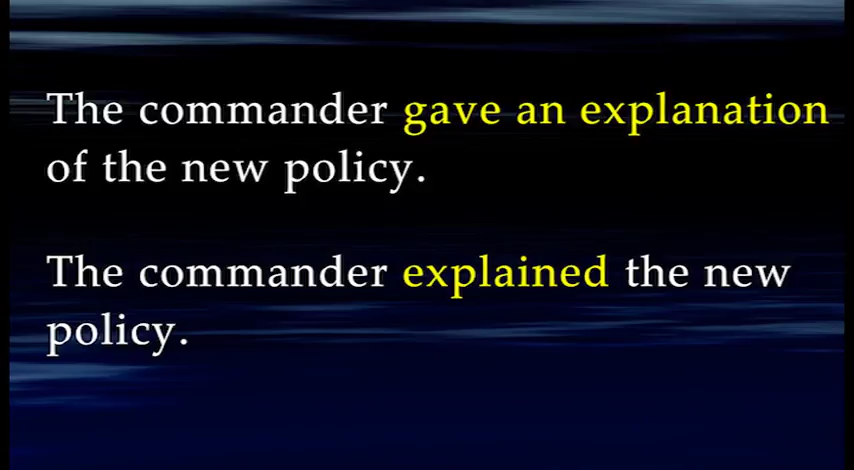 The commander gave an explanation
of the new policy.
The commander explained the new
policy.